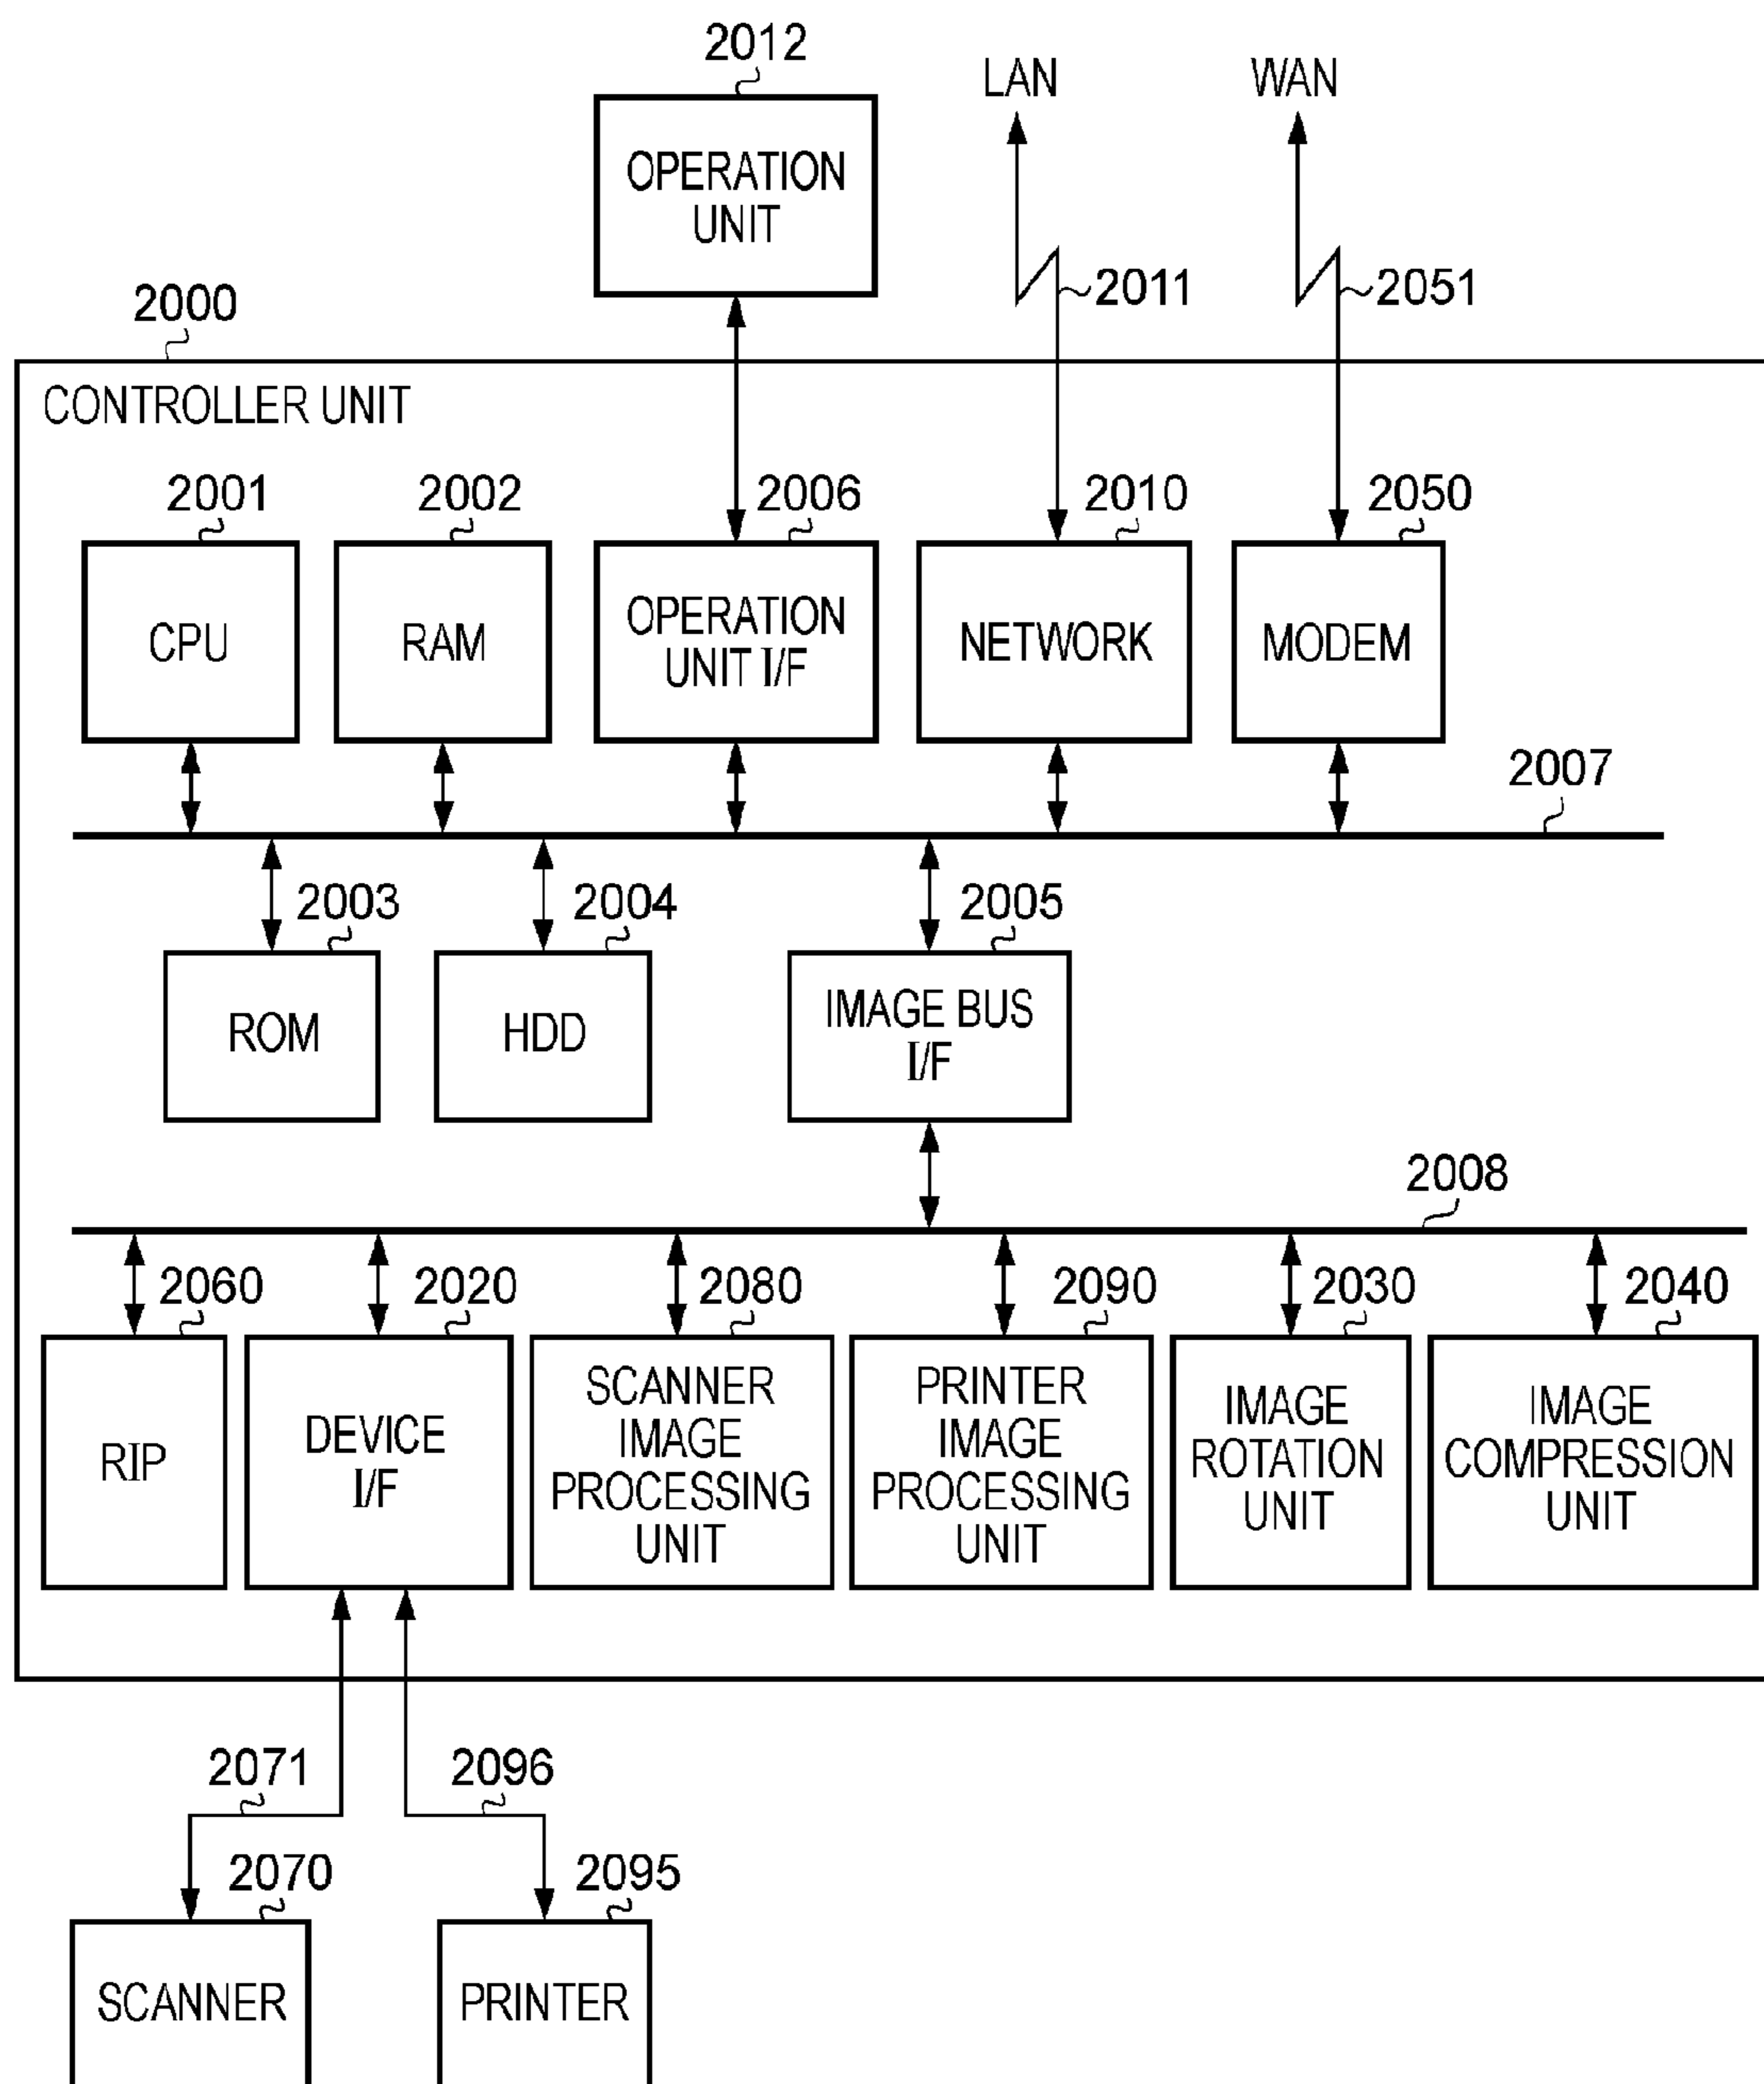 2012
LAN
WAN
OPERATION
UNIT
2011
2051
2000
CONTROLLER UNIT
2001
2002
2006
2010
2050
CPU
RAM
OPERATION
UNIT I/F
NETWORK
MODEM
2007
2003
2004
2005
ROM
HDD
IMAGE BUS
I/F
2008
2060
2020
2080
2090
2030
2040
RIP
DEVICE
I/F
SCANNER
IMAGE
PROCESSING
UNIT
PRINTER
IMAGE
PROCESSING
UNIT
IMAGE
ROTATION
UNIT
IMAGE
COMPRESSION
UNIT
2071
2096
2070
2095
SCANNER
PRINTER